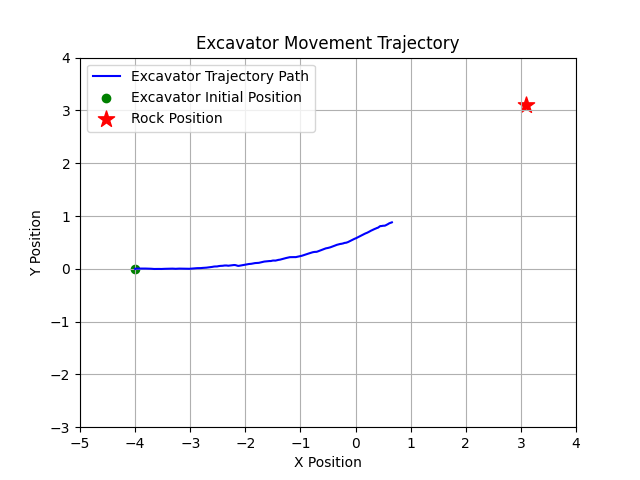 Excavator Movement Trajectory
Excavator Trajectory Path
Excavator Initial Position
Rock Position
Y Position
4
3
2
1
0
−1
−2
−3
−5 −4 −3 −2 −1 0 1 2 3 4
X Position